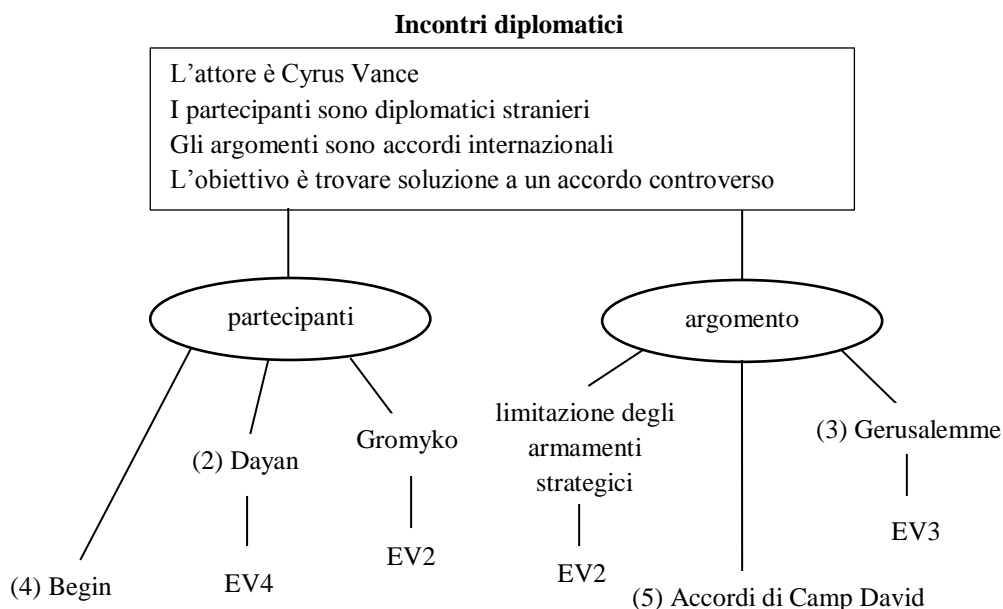 Incontri diplomatici
L’attore è Cyrus Vance
I partecipanti sono diplomatici stranieri
Gli argomenti sono accordi internazionali
L’obiettivo è trovare soluzione a un accordo controverso
partecipanti
argomento
(4) Begin
(2) Dayan
EV4
Gromyko
EV2
limitazione degli
armamenti
strategici
EV2
(5) Accordi di Camp David
(3) Gerusalemme
EV3